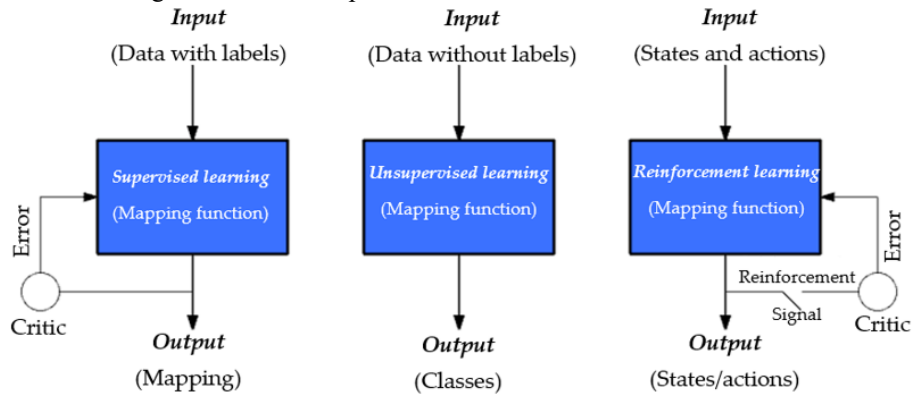 Input
(Data with labels)
Supervised learning
(Mapping function)
Error
Critic
Output
(Mapping)
Input
(Data without labels)
Unsupervised learning
(Mapping function)
Output
(Classes)
Input
(States and actions)
Reinforcement learning
(Mapping function)
Error
Reinforcement
Signal
Critic
Output
(States/actions)